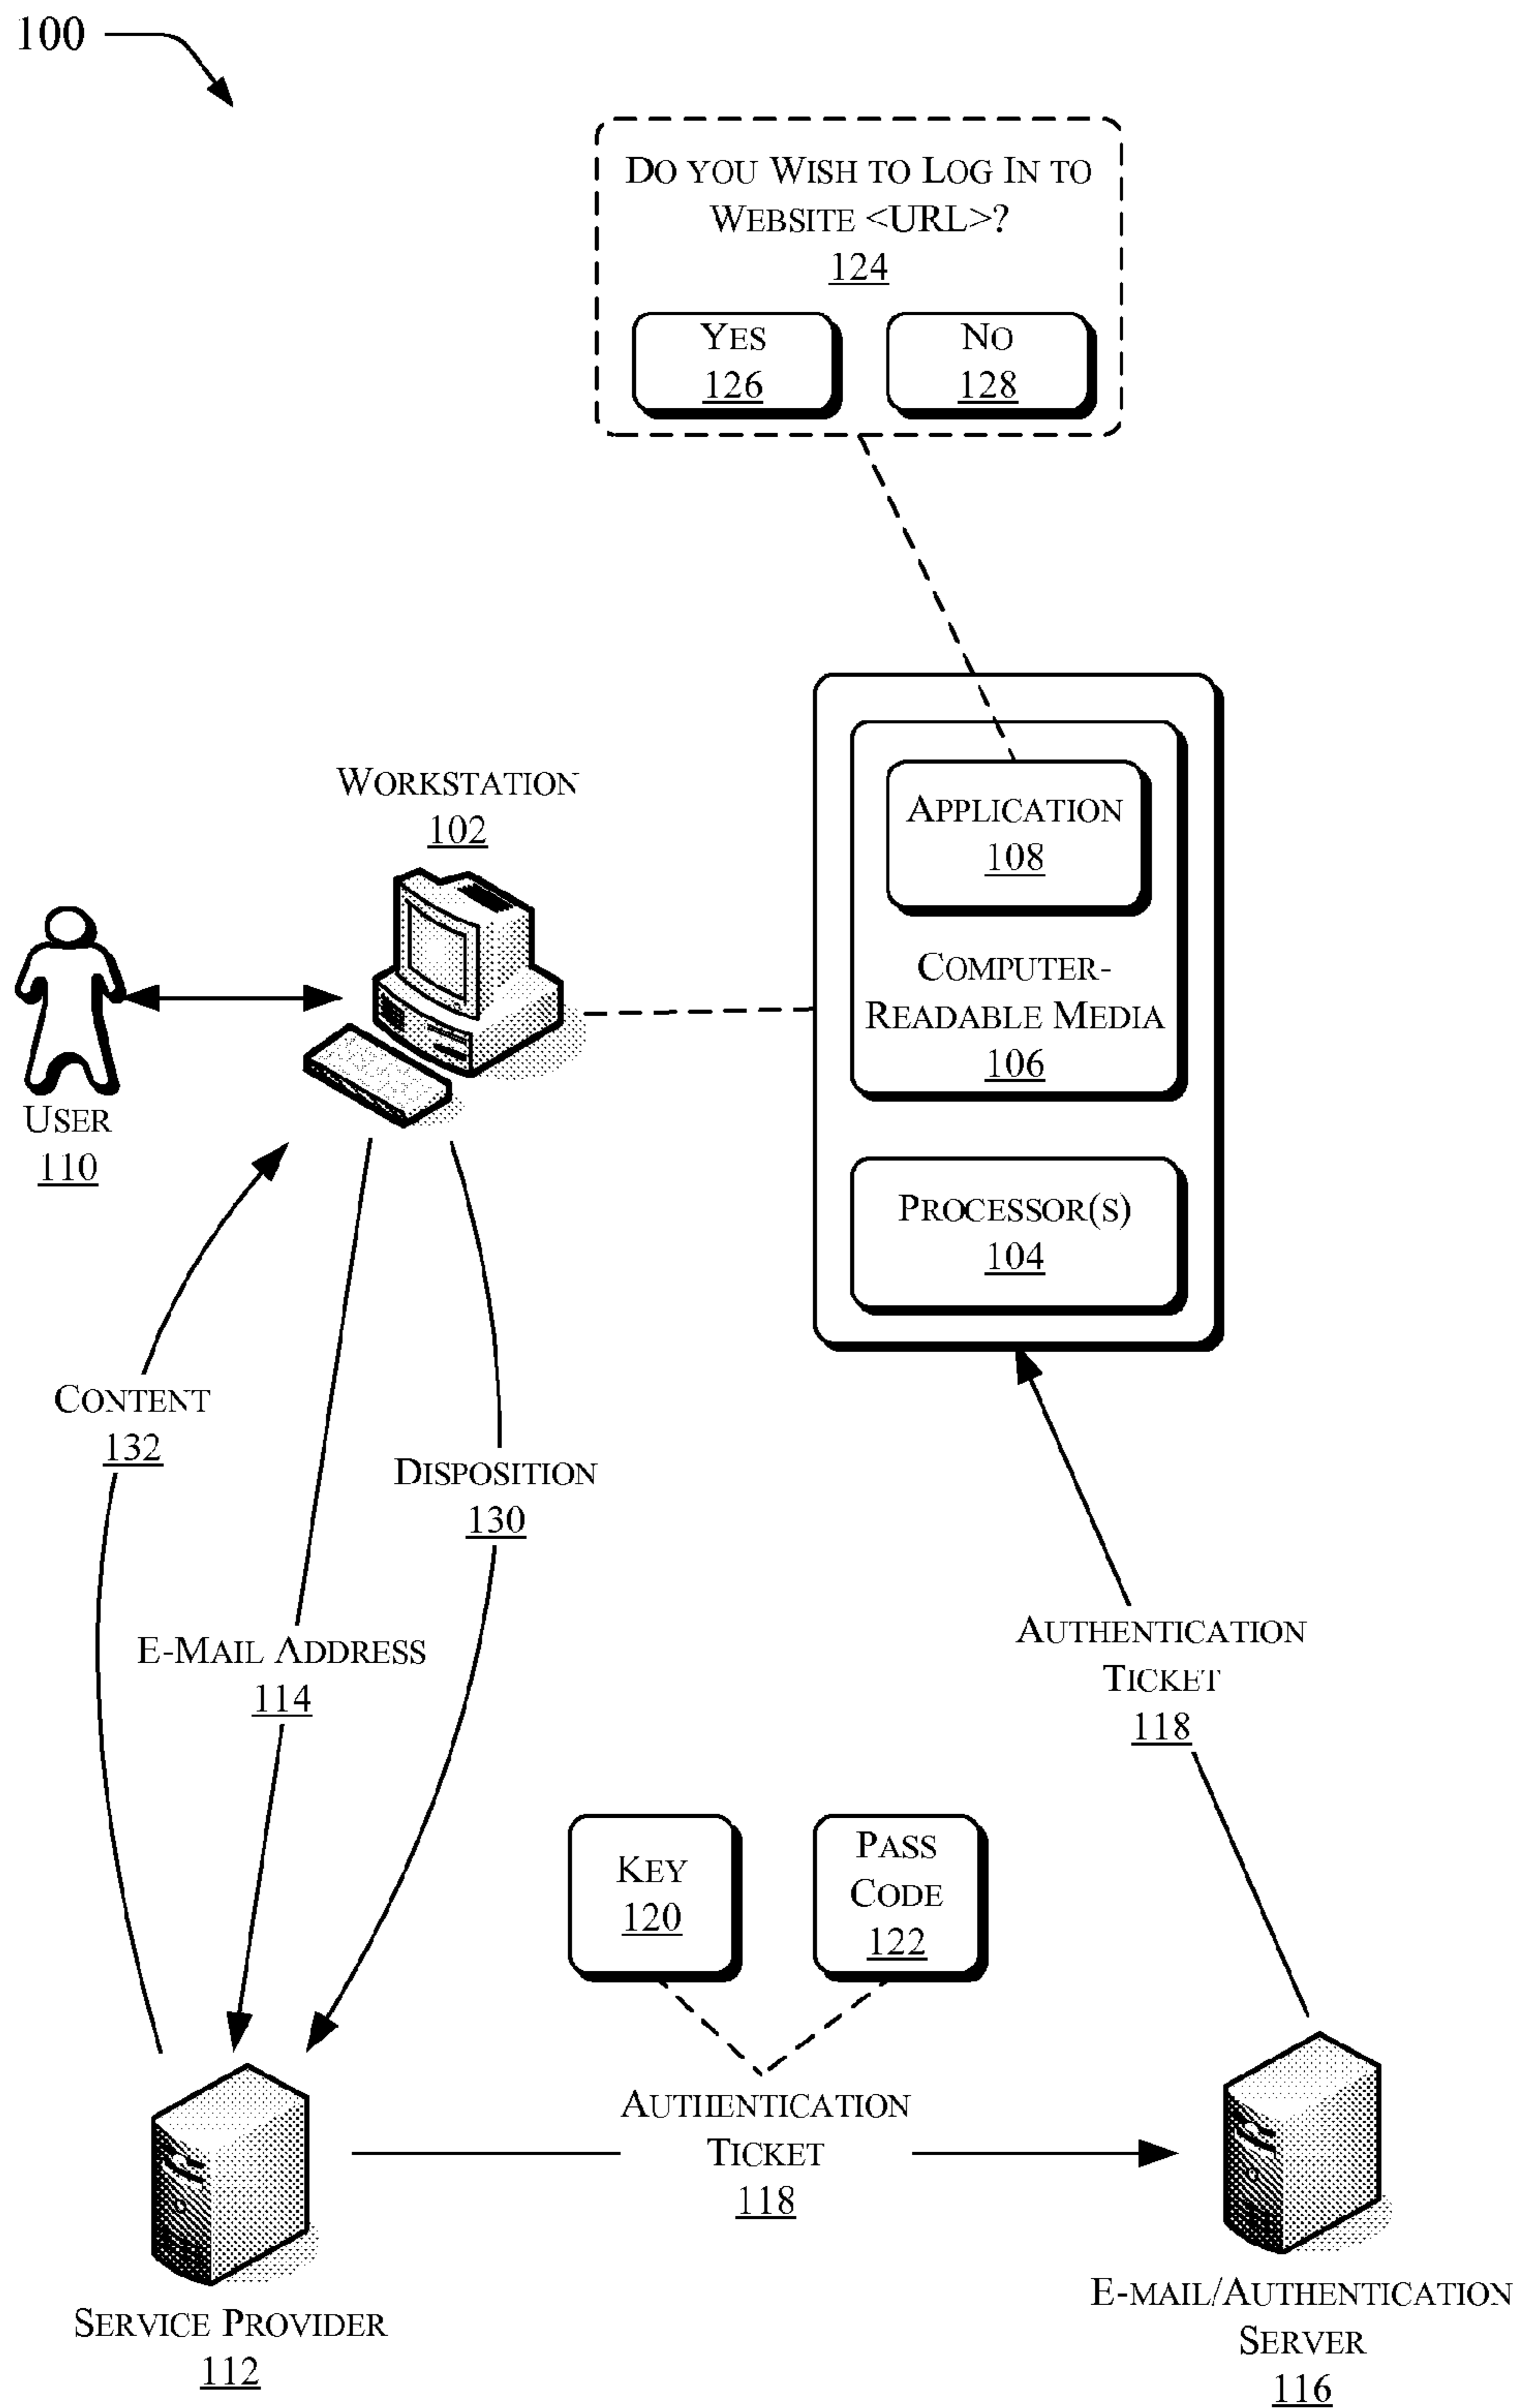 100
DO YOU WISH TO LOG IN TO
WEBSITE <URL>?
124
YES
126
NO
128
WORKSTATION
102
APPLICATION
108
COMPUTER-
READABLE MEDIA
106
USER
110
PROCESSOR(S)
104
CONTENT
132
DISPOSITION
130
E-MAIL ADDRESS
114
AUTHENTICATION
TICKET
118
KEY
120
PASS
CODE
122
AUTHENTICATION
TICKET
118
SERVICE PROVIDER
112
E-MAIL/AUTHENTICATION
SERVER
116